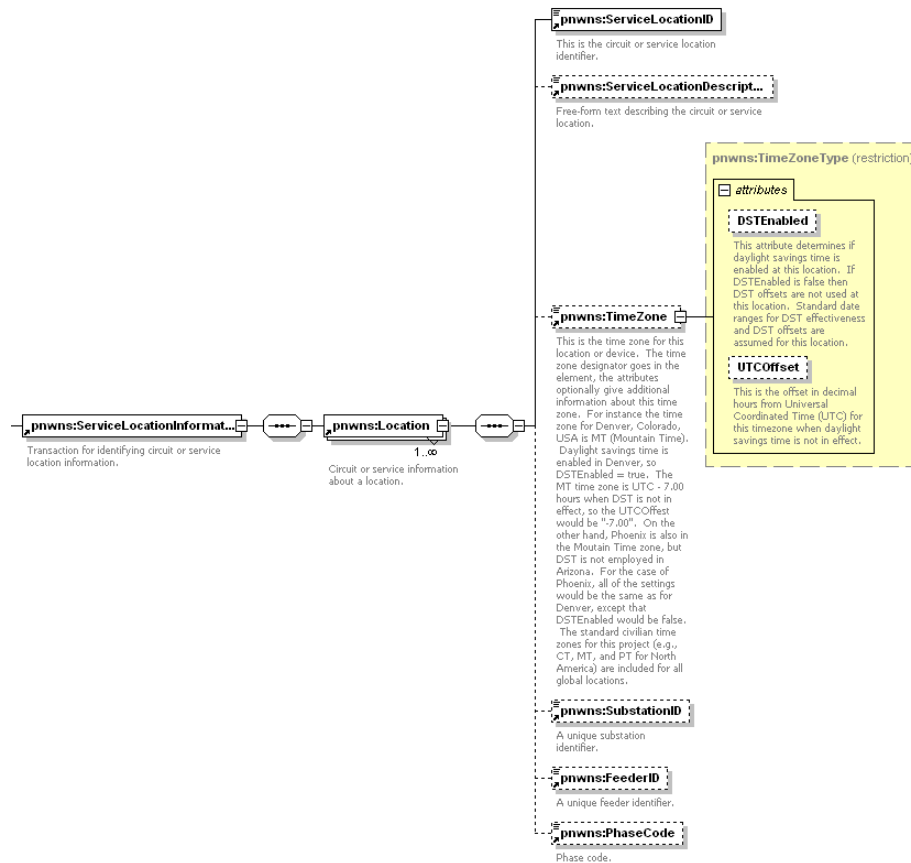 pnwns:ServiceLocationID
This is the circuit or service location
identifier.
pnwns:ServiceLocationDescript...
Free-form text describing the circuit or service
location.
pnwns:TimeZoneType (restriction)
attributes
DSTEnabled
This attribute determines if
daylight savings time is
enabled at this location. If
DSTEnabled is false then
DST offsets are not used at
this location. Standard date
ranges for DST effectiveness
and DST offsets are
assumed for this location.
UTCOffset
This is the offset in decimal
hours from Universal
Coordinated Time (UTC) for
this timezone when daylight
savings time is not in effect.
pnwns:TimeZone
This is the time zone for this
location or device. The time
zone designator goes in the
element, the attributes
optionally give additional
information about this time
zone. For instance the time
zone for Denver, Colorado,
USA is MT (Mountain Time).
Daylight savings time is
enabled in Denver, so
DSTEnabled = true. The
MT time zone is UTC - 7.00
hours when DST is not in
effect, so the UTCOffest
would be "-7.00". On the
other hand, Phoenix is also in
the Moutain Time zone, but
DST is not employed in
Arizona. For the case of
Phoenix, all of the settings
would be the same as for
Denver, except that
DSTEnabled would be false.
The standard civilian time
zones for this project (e.g.,
CT, MT, and PT for North
America) are included for all
global locations.
pnwns:ServiceLocationInformat...
Transaction for identifying circuit or service
location information.
pnwns:Location
1..∞
Circuit or service information
about a location.
pnwns:SubstationID
A unique substation
identifier.
pnwns:FeederID
A unique feeder identifier.
pnwns:PhaseCode
Phase code.